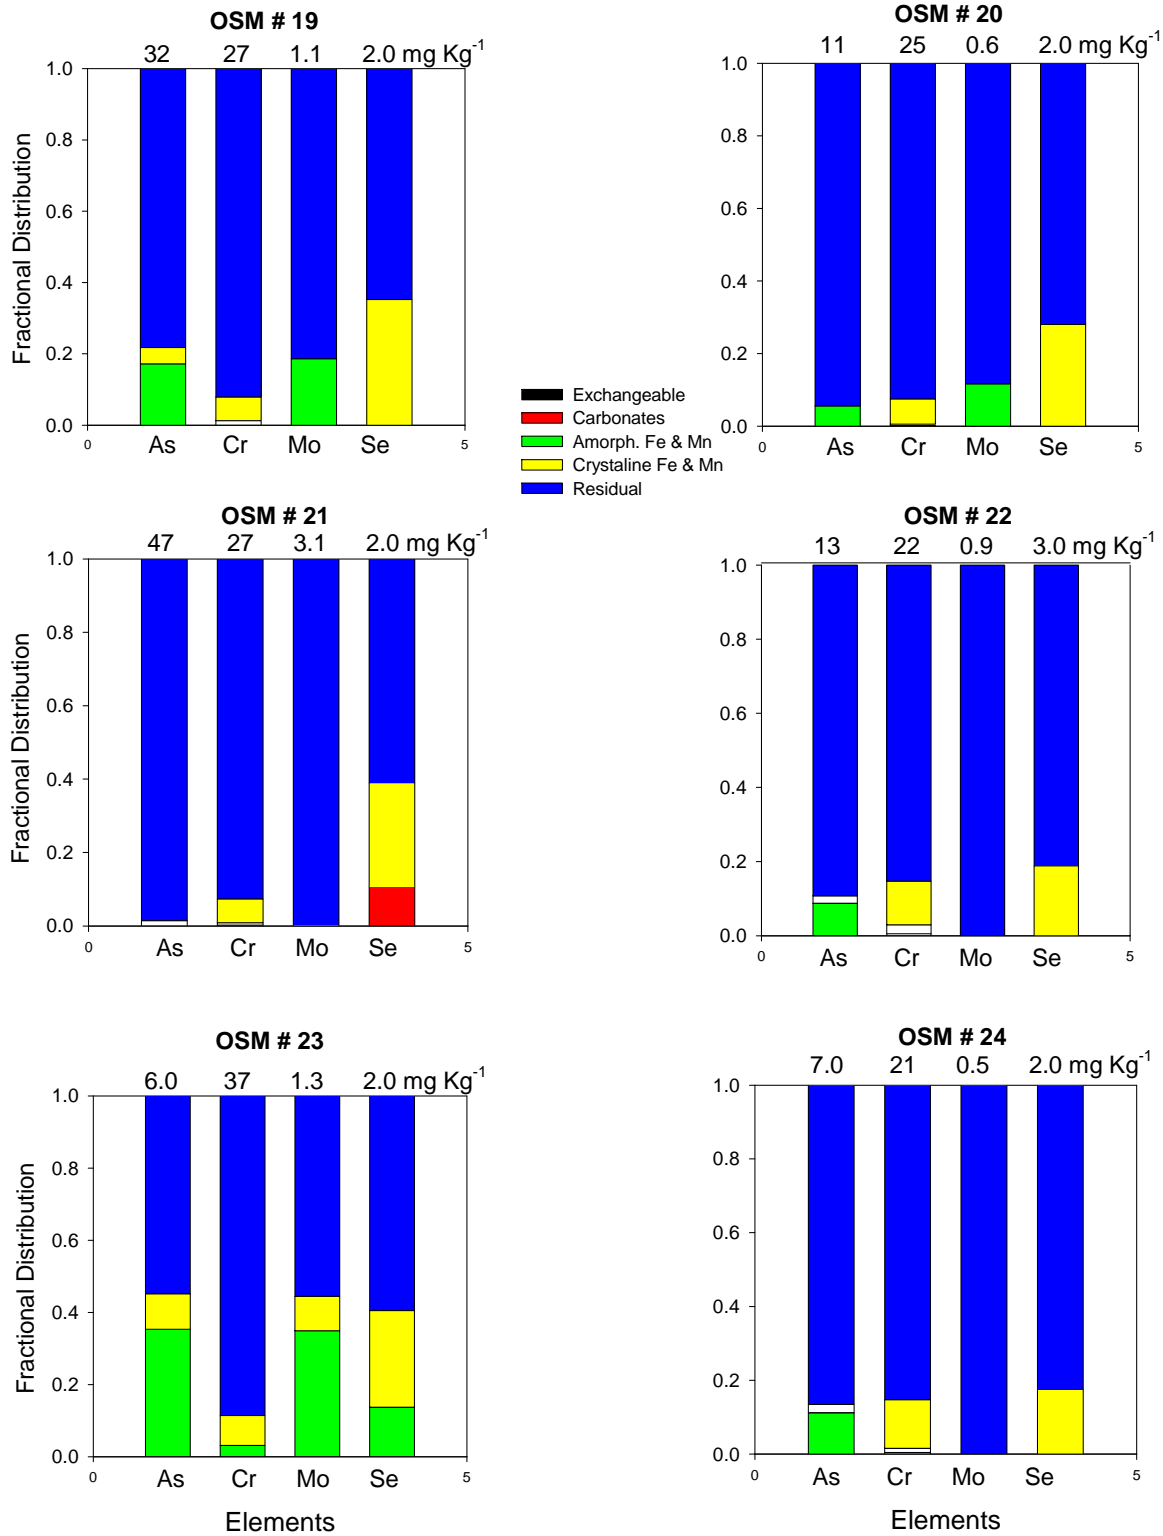 OSM # 19
32 27 1.1 2.0 mg Kg-1
1.0
0.8
0.6
0.4
0.2
0.0
Fractional Distribution
0 As Cr Mo Se 5
OSM # 20
11 25 0.6 2.0 mg Kg-1
1.0
0.8
0.6
0.4
0.2
0.0
0 As Cr Mo Se 5
Exchangeable
Carbonates
Amorph. Fe & Mn
Crystaline Fe & Mn
Residual
OSM # 21
47 27 3.1 2.0 mg Kg-1
1.0
0.8
0.6
0.4
0.2
0.0
Fractional Distribution
0 As Cr Mo Se 5
OSM # 22
13 22 0.9 3.0 mg Kg-1
1.0
0.8
0.6
0.4
0.2
0.0
0 As Cr Mo Se 5
OSM # 23
6.0 37 1.3 2.0 mg Kg-1
1.0
0.8
0.6
0.4
0.2
0.0
Fractional Distribution
0 As Cr Mo Se 5
Elements
OSM # 24
7.0 21 0.5 2.0 mg Kg-1
1.0
0.8
0.6
0.4
0.2
0.0
0 As Cr Mo Se 5
Elements